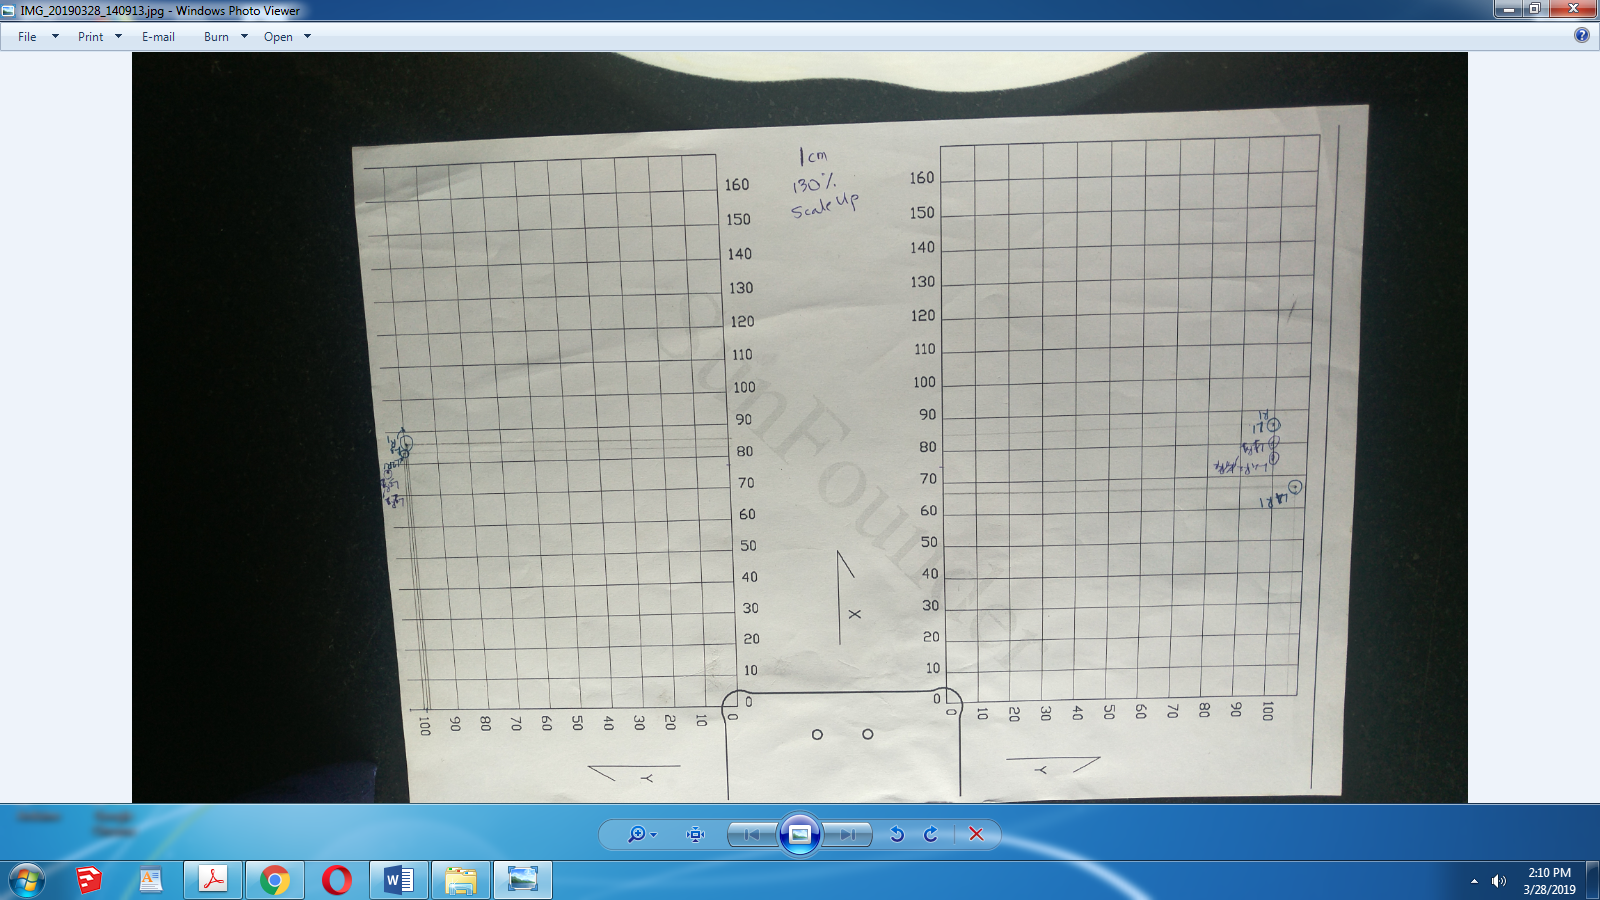 IMG_20190328_140913.jpg - Windows Photo Viewer
File Print E-mail Burn Open
1cm
130%
Scale Up
160
150
140
130
120
110
100
90
80
70
60
50
40
30
20
10
0
160
150
140
130
120
110
100
90
80
70
60
50
40
30
20
10
0
SunFounder
X
100 90 80 70 60 50 40 30 20 10 0
0 10 20 30 40 50 60 70 80 90 100
Y
Y
R1
L1
R1
2:10 PM
3/28/2019